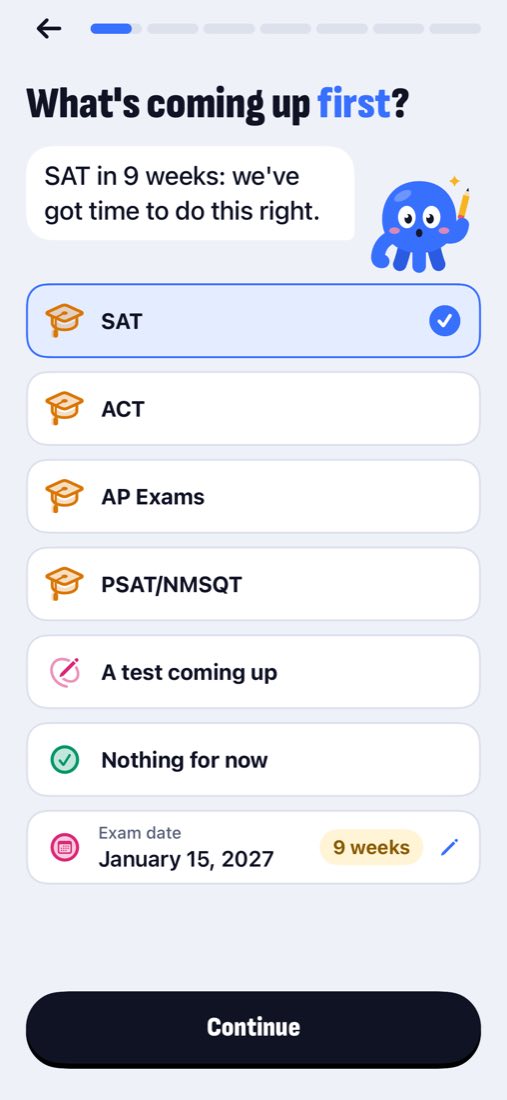 What's coming up first?
SAT in 9 weeks: we've
got time to do this right.
SAT
ACT
AP Exams
PSAT/NMSQT
A test coming up
Nothing for now
Exam date
January 15, 2027
9 weeks
Continue